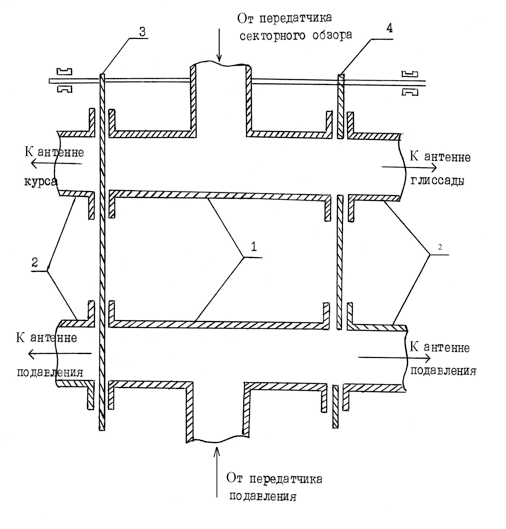 От передатчика
секторного обзора
3
4
К антенне
курса
К антенне
глиссады
2
1
2
К антенне
подавления
К антенне
подавления
От передатчика
подавления